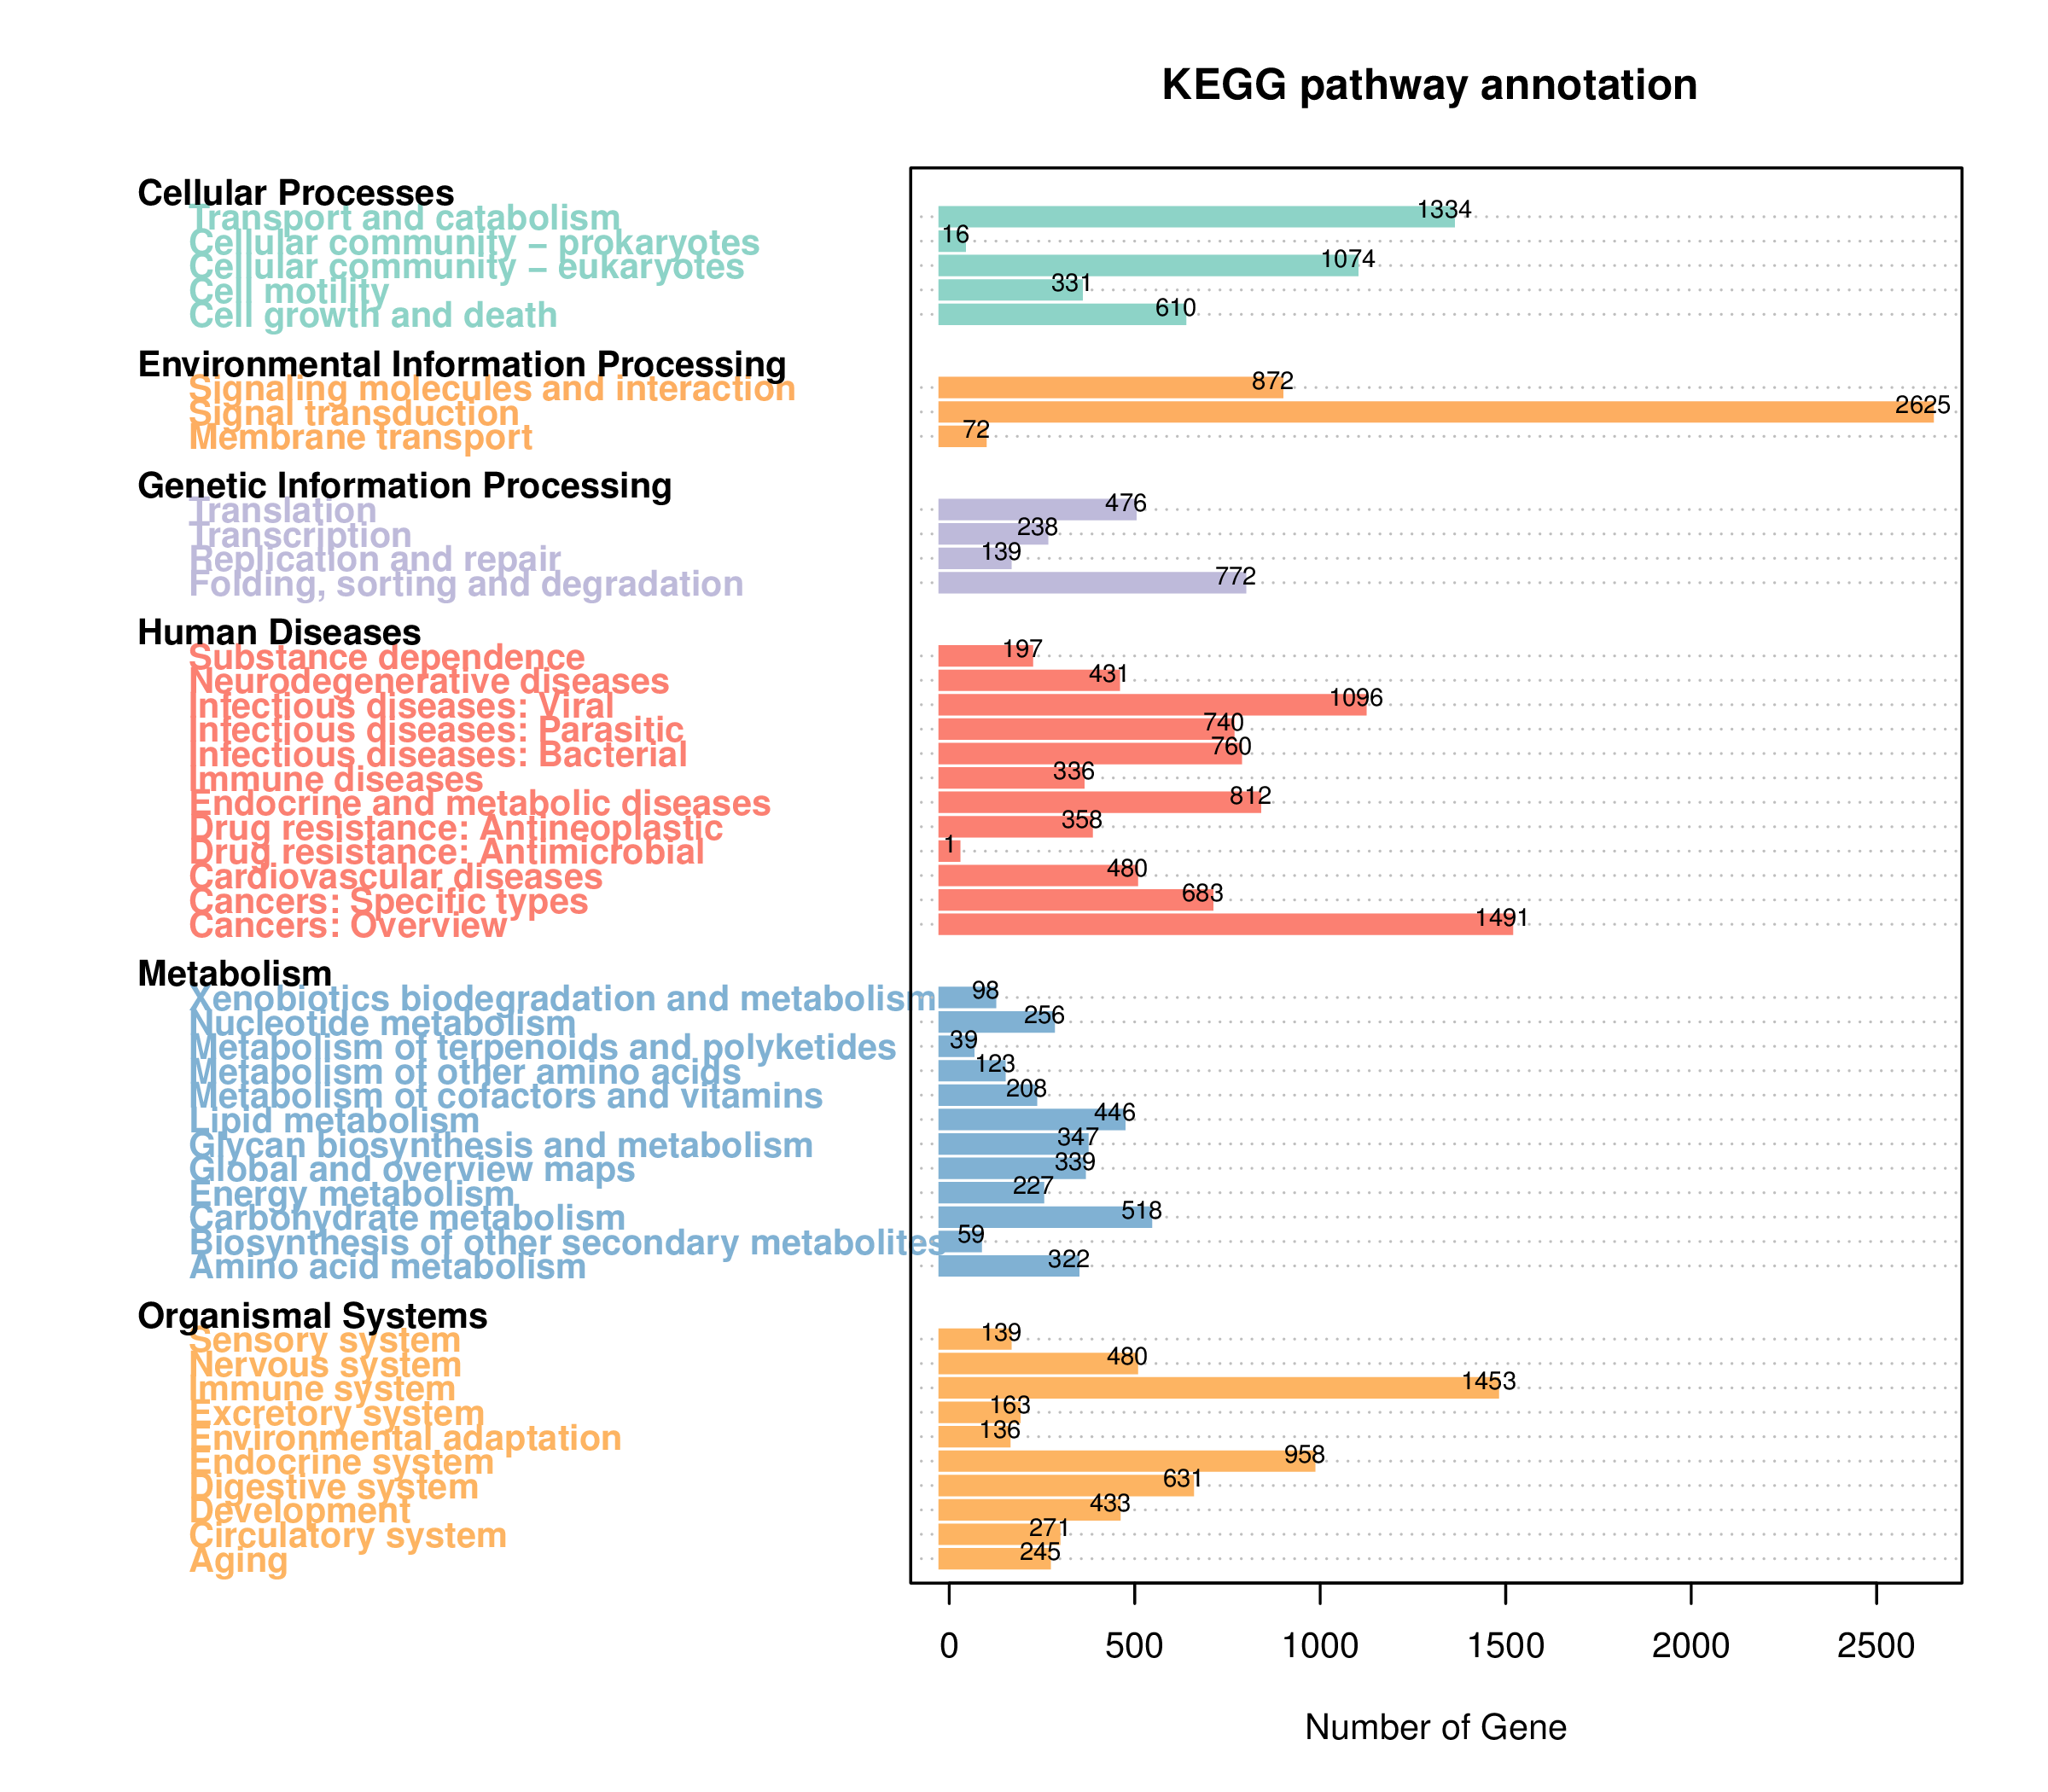 KEGG pathway annotation
Cellular Processes
Transport and catabolism 1334
Cellular community – prokaryotes 16
Cellular community – eukaryotes 1074
Cell motility 331
Cell growth and death 610
Environmental Information Processing
Signaling molecules and interaction 872
Signal transduction 2625
Membrane transport 72
Genetic Information Processing
Translation 476
Transcription 238
Replication and repair 139
Folding, sorting and degradation 772
Human Diseases
Substance dependence 197
Neurodegenerative diseases 431
Infectious diseases: Viral 1096
Infectious diseases: Parasitic 740
Infectious diseases: Bacterial 760
Immune diseases 336
Endocrine and metabolic diseases 812
Drug resistance: Antineoplastic 358
Drug resistance: Antimicrobial 1
Cardiovascular diseases 480
Cancers: Specific types 683
Cancers: Overview 1491
Metabolism
Xenobiotics biodegradation and metabolism 98
Nucleotide metabolism 256
Metabolism of terpenoids and polyketides 39
Metabolism of other amino acids 123
Metabolism of cofactors and vitamins 208
Lipid metabolism 446
Glycan biosynthesis and metabolism 347
Global and overview maps 339
Energy metabolism 227
Carbohydrate metabolism 518
Biosynthesis of other secondary metabolites 59
Amino acid metabolism 322
Organismal Systems
Sensory system 139
Nervous system 480
Immune system 1453
Excretory system 163
Environmental adaptation 136
Endocrine system 958
Digestive system 631
Development 433
Circulatory system 271
Aging 245
0 500 1000 1500 2000 2500
Number of Gene